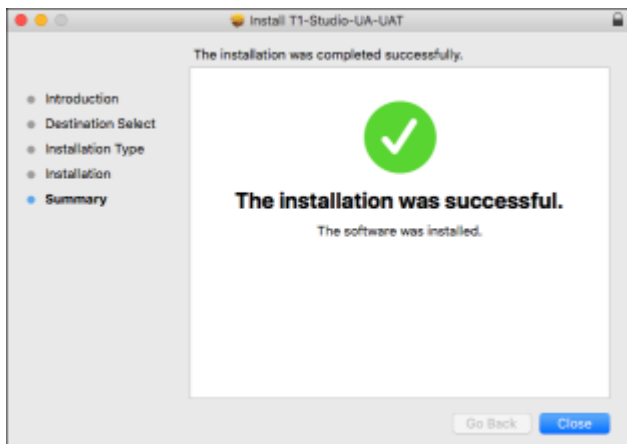 Install T1-Studio-UA-UAT
The installation was completed successfully.
Introduction
Destination Select
Installation Type
Installation
Summary
The installation was successful.
The software was installed.
Go Back
Close